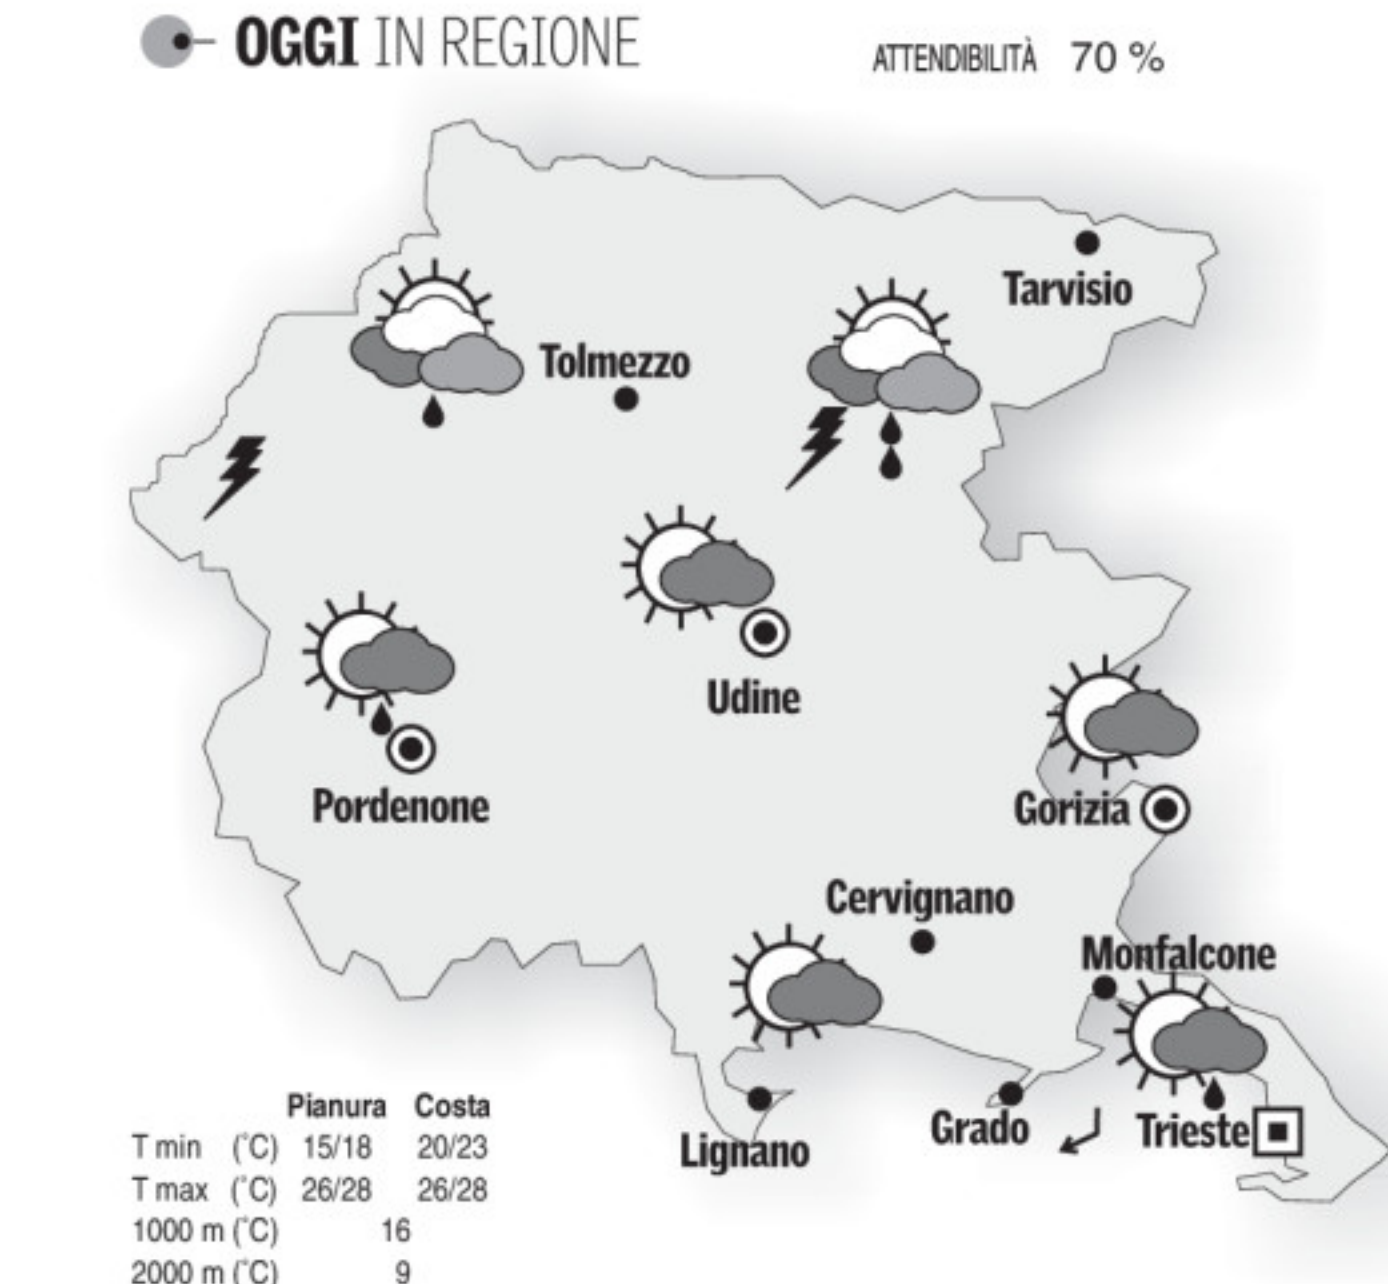 OGGI IN REGIONE
ATTENDIBILITÀ 70 %
Tarvisio
Tolmezzo
Udine
Pordenone
Gorizia
Cervignano
Monfalcone
Grado
Trieste
Lignano
Pianura Costa
T min (°C) 15/18 20/23
T max (°C) 26/28 26/28
1000 m (°C) 16
2000 m (°C) 9